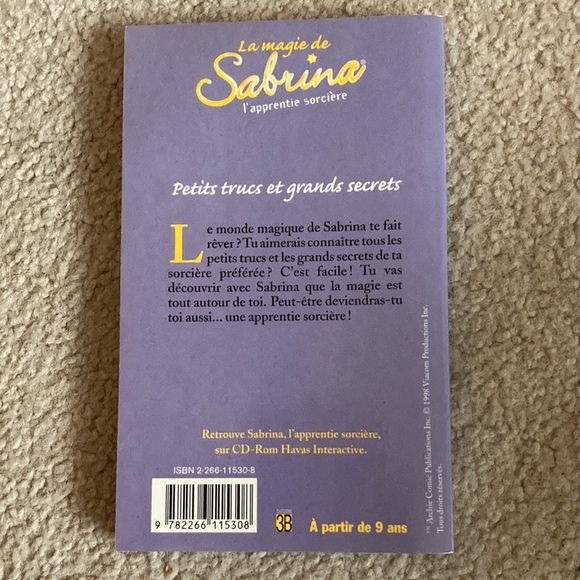 La magie de
Sabrina®
l'apprentie sorcière
Petits trucs et grands secrets
Le monde magique de Sabrina te fait
rêver ? Tu aimerais connaître tous les
petits trucs et les grands secrets de ta
sorcière préférée ? C'est facile ! Tu vas
découvrir avec Sabrina que la magie est
tout autour de toi. Peut-être deviendras-tu
toi aussi... une apprentie sorcière !
Retrouve Sabrina, l'apprentie sorcière,
sur CD-Rom Havas Interactive.
ISBN 2-266-11530-8
9 782266 115308
3B
À partir de 9 ans
Archie Comic Publications Inc. © 1998 Viacom Productions Inc.
Tous droits réservés.